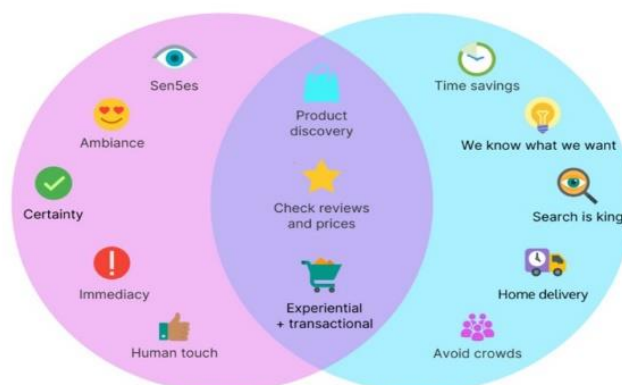 Sen5es
Ambiance
Certainty
Immediacy
Human touch
Product
discovery
Check reviews
and prices
Experiential
+ transactional
Time savings
We know what we want
Search is king
Home delivery
Avoid crowds